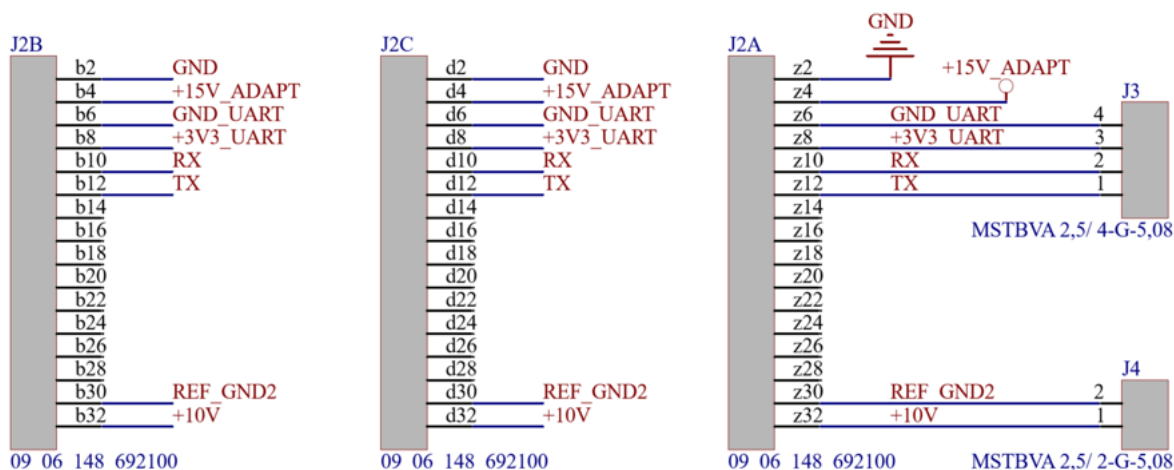 J2B
b2 GND
b4 +15V_ADAPT
b6 GND_UART
b8 +3V3_UART
b10 RX
b12 TX
b14
b16
b18
b20
b22
b24
b26
b28
b30 REF_GND2
b32 +10V
09 06 148 692100
J2C
d2 GND
d4 +15V_ADAPT
d6 GND_UART
d8 +3V3_UART
d10 RX
d12 TX
d14
d16
d18
d20
d22
d24
d26
d28
d30 REF_GND2
d32 +10V
09 06 148 692100
GND
J2A
+15V_ADAPT
z2
z4
J3
z6 GND_UART 4
z8 +3V3_UART 3
z10 RX 2
z12 TX 1
z14
z16
MSTBVA 2,5/ 4-G-5,08
z18
z20
z22
z24
z26
z28
J4
z30 REF_GND2 2
z32 +10V 1
09 06 148 692100
MSTBVA 2,5/ 2-G-5,08